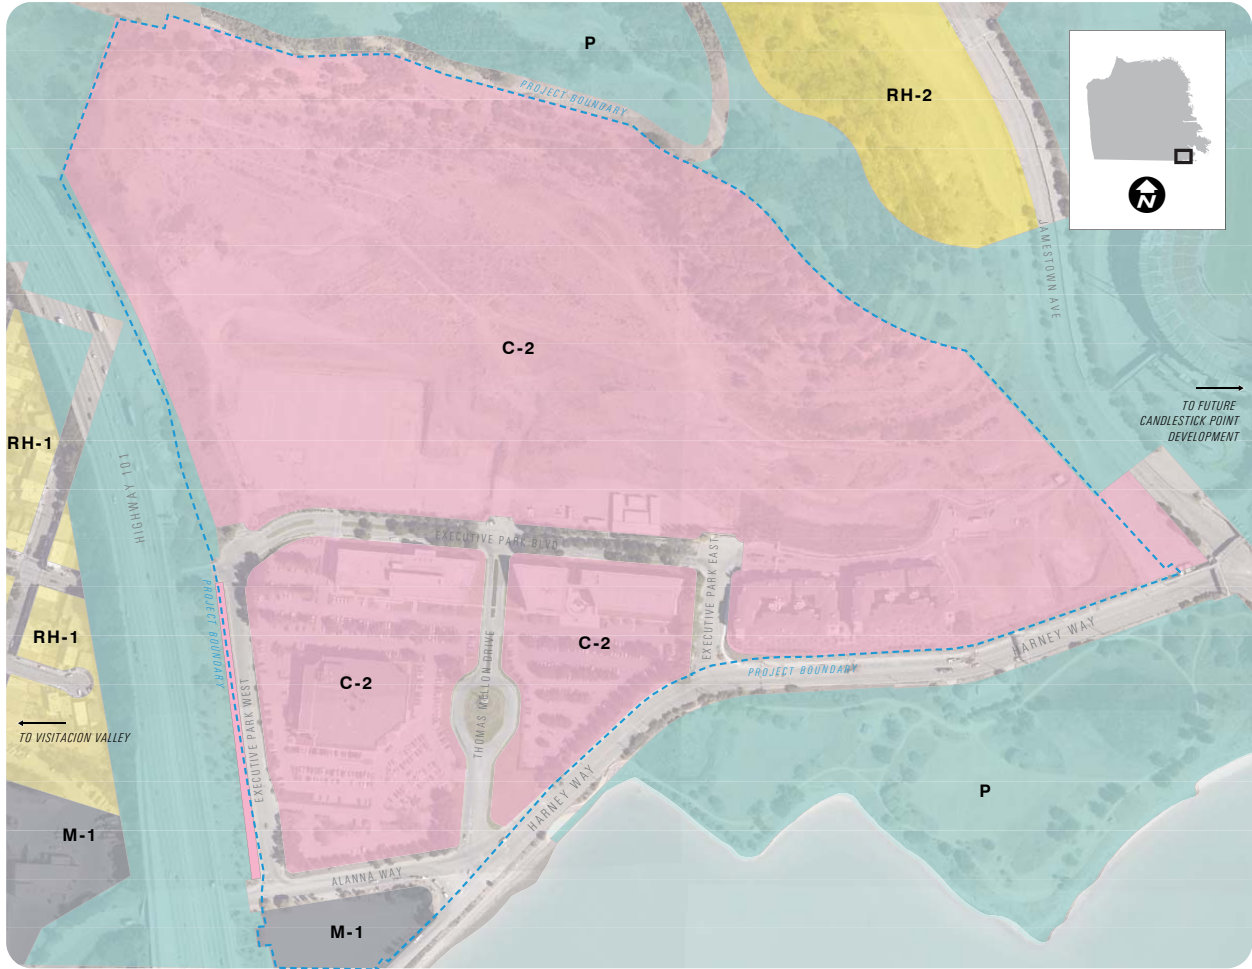 P
RH-2
PROJECT BOUNDARY
N
JAMESTOWN AVE
C-2
TO FUTURE
CANDLESTICK POINT
DEVELOPMENT
RH-1
HIGHWAY 101
EXECUTIVE PARK BLVD
EXECUTIVE PARK EAST
PROJECT BOUNDARY
RH-1
C-2
HARNEY WAY
C-2
THOMAS MELLON DRIVE
PROJECT BOUNDARY
EXECUTIVE PARK WEST
TO VISITACION VALLEY
HARNEY WAY
P
M-1
ALANNA WAY
M-1